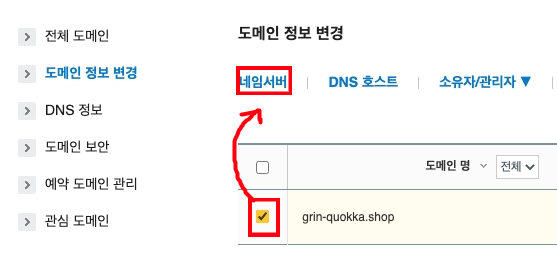 전체 도메인
도메인 정보 변경
DNS 정보
도메인 보안
예약 도메인 관리
관심 도메인
도메인 정보 변경
네임서버 | DNS 호스트 | 소유자/관리자 ▼ |
도메인 명 전체
grin-quokka.shop